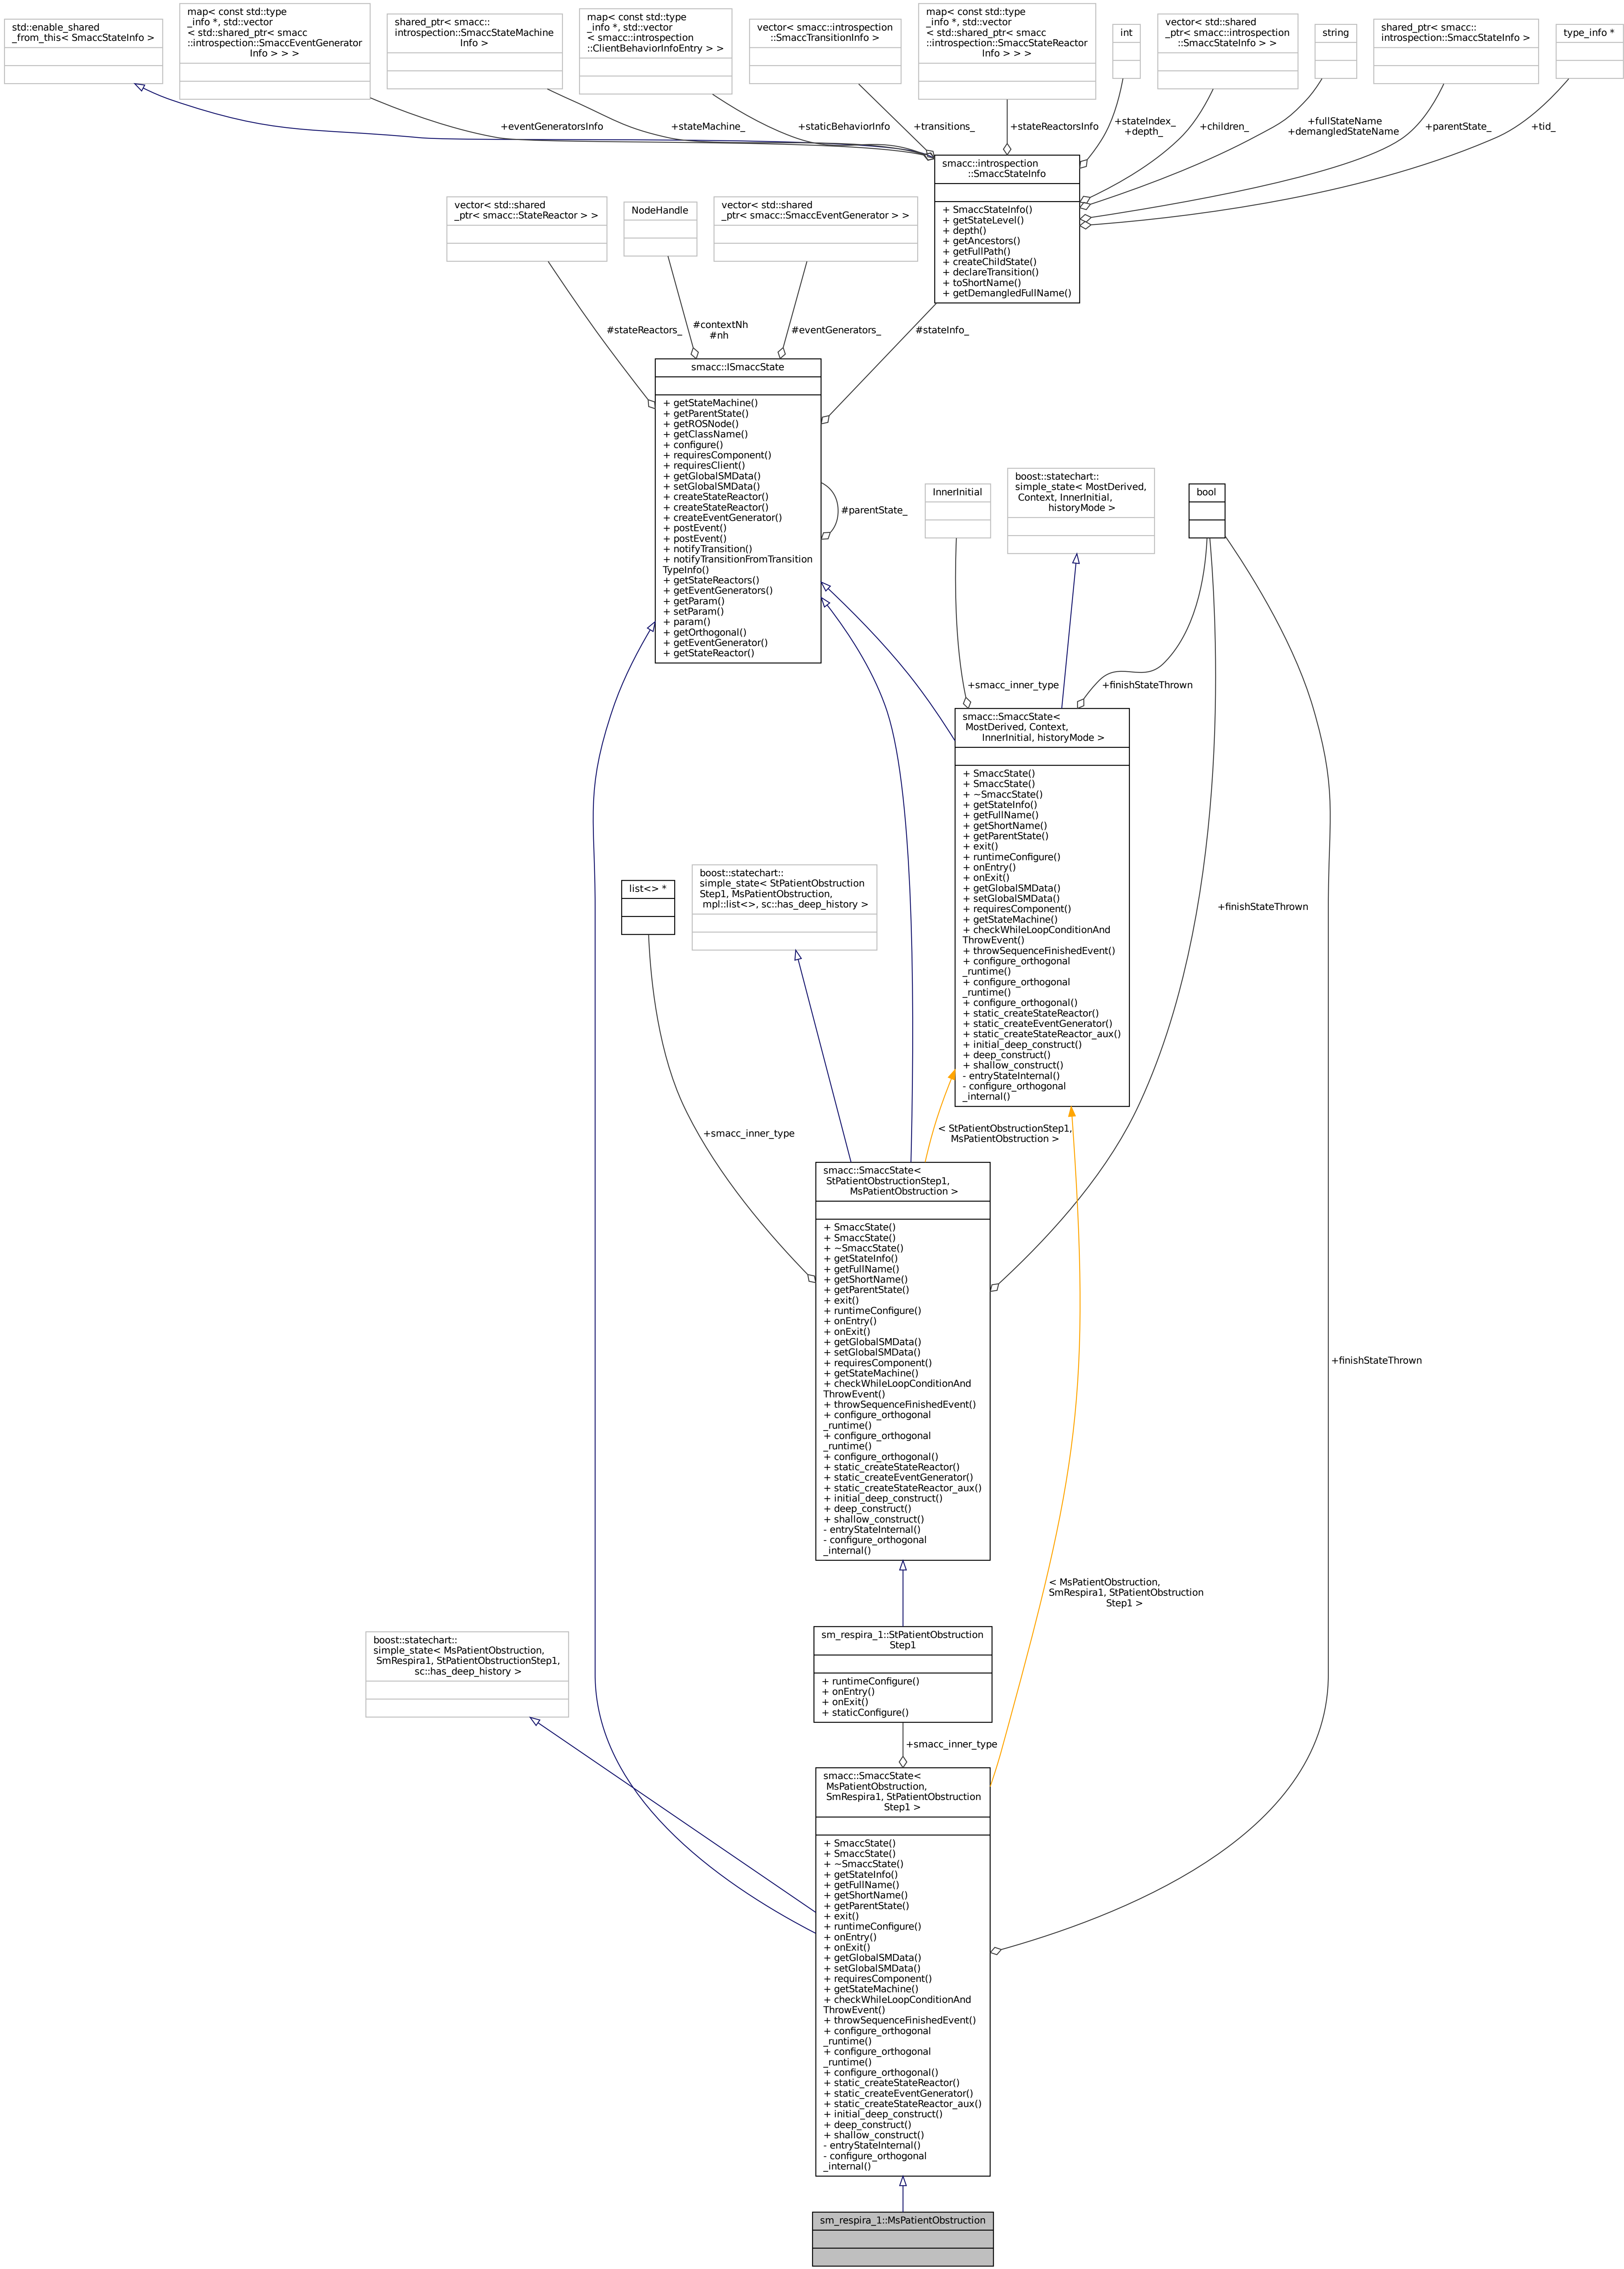 std::enable_shared
_from_this< SmaccStateInfo >
map< const std::type
_info *, std::vector
< std::shared_ptr< smacc
::introspection::SmaccEventGenerator
Info > > >
shared_ptr< smacc::
introspection::SmaccStateMachine
Info >
map< const std::type
_info *, std::vector
< smacc::introspection
::ClientBehaviorInfoEntry > >
vector< smacc::introspection
::SmaccTransitionInfo >
map< const std::type
_info *, std::vector
< std::shared_ptr< smacc
::introspection::SmaccStateReactor
Info > > >
int
vector< std::shared
_ptr< smacc::introspection
::SmaccStateInfo > >
string
shared_ptr< smacc::
introspection::SmaccStateInfo >
type_info *
+eventGeneratorsInfo
+stateMachine_
+staticBehaviorInfo
+transitions_
+stateReactorsInfo
+stateIndex_
+depth_
+children_
+fullStateName
+demangledStateName
+parentState_
+tid_
smacc::introspection
::SmaccStateInfo
+ SmaccStateInfo()
+ getStateLevel()
+ depth()
+ getAncestors()
+ getFullPath()
+ createChildState()
+ declareTransition()
+ toShortName()
+ getDemangledFullName()
vector< std::shared
_ptr< smacc::StateReactor > >
NodeHandle
vector< std::shared
_ptr< smacc::SmaccEventGenerator > >
#stateReactors_
#contextNh
#nh
#eventGenerators_
#stateInfo_
smacc::ISmaccState
+ getStateMachine()
+ getParentState()
+ getROSNode()
+ getClassName()
+ configure()
+ requiresComponent()
+ requiresClient()
+ getGlobalSMData()
+ setGlobalSMData()
+ createStateReactor()
+ createStateReactor()
+ createEventGenerator()
+ postEvent()
+ postEvent()
+ notifyTransition()
+ notifyTransitionFromTransition
TypeInfo()
+ getStateReactors()
+ getEventGenerators()
+ getParam()
+ setParam()
+ param()
+ getOrthogonal()
+ getEventGenerator()
+ getStateReactor()
#parentState_
InnerInitial
boost::statechart::
simple_state< MostDerived,
Context, InnerInitial,
historyMode >
bool
+smacc_inner_type
+finishStateThrown
smacc::SmaccState<
MostDerived, Context,
InnerInitial, historyMode >
+ SmaccState()
+ SmaccState()
+ ~SmaccState()
+ getStateInfo()
+ getFullName()
+ getShortName()
+ getParentState()
+ exit()
+ runtimeConfigure()
+ onEntry()
+ onExit()
+ getGlobalSMData()
+ setGlobalSMData()
+ requiresComponent()
+ getStateMachine()
+ checkWhileLoopConditionAnd
ThrowEvent()
+ throwSequenceFinishedEvent()
+ configure_orthogonal
_runtime()
+ configure_orthogonal
_runtime()
+ configure_orthogonal()
+ static_createStateReactor()
+ static_createEventGenerator()
+ static_createStateReactor_aux()
+ initial_deep_construct()
+ deep_construct()
+ shallow_construct()
- entryStateInternal()
- configure_orthogonal
_internal()
list<> *
boost::statechart::
simple_state< StPatientObstruction
Step1, MsPatientObstruction,
mpl::list<>, sc::has_deep_history >
+finishStateThrown
+smacc_inner_type
< StPatientObstructionStep1,
MsPatientObstruction >
smacc::SmaccState<
StPatientObstructionStep1,
MsPatientObstruction >
+ SmaccState()
+ SmaccState()
+ ~SmaccState()
+ getStateInfo()
+ getFullName()
+ getShortName()
+ getParentState()
+ exit()
+ runtimeConfigure()
+ onEntry()
+ onExit()
+ getGlobalSMData()
+ setGlobalSMData()
+ requiresComponent()
+ getStateMachine()
+ checkWhileLoopConditionAnd
ThrowEvent()
+ throwSequenceFinishedEvent()
+ configure_orthogonal
_runtime()
+ configure_orthogonal
_runtime()
+ configure_orthogonal()
+ static_createStateReactor()
+ static_createEventGenerator()
+ static_createStateReactor_aux()
+ initial_deep_construct()
+ deep_construct()
+ shallow_construct()
- entryStateInternal()
- configure_orthogonal
_internal()
+finishStateThrown
< MsPatientObstruction,
SmRespira1, StPatientObstruction
Step1 >
sm_respira_1::StPatientObstruction
Step1
+ runtimeConfigure()
+ onEntry()
+ onExit()
+ staticConfigure()
boost::statechart::
simple_state< MsPatientObstruction,
SmRespira1, StPatientObstructionStep1,
sc::has_deep_history >
+smacc_inner_type
smacc::SmaccState<
MsPatientObstruction,
SmRespira1, StPatientObstruction
Step1 >
+ SmaccState()
+ SmaccState()
+ ~SmaccState()
+ getStateInfo()
+ getFullName()
+ getShortName()
+ getParentState()
+ exit()
+ runtimeConfigure()
+ onEntry()
+ onExit()
+ getGlobalSMData()
+ setGlobalSMData()
+ requiresComponent()
+ getStateMachine()
+ checkWhileLoopConditionAnd
ThrowEvent()
+ throwSequenceFinishedEvent()
+ configure_orthogonal
_runtime()
+ configure_orthogonal
_runtime()
+ configure_orthogonal()
+ static_createStateReactor()
+ static_createEventGenerator()
+ static_createStateReactor_aux()
+ initial_deep_construct()
+ deep_construct()
+ shallow_construct()
- entryStateInternal()
- configure_orthogonal
_internal()
sm_respira_1::MsPatientObstruction